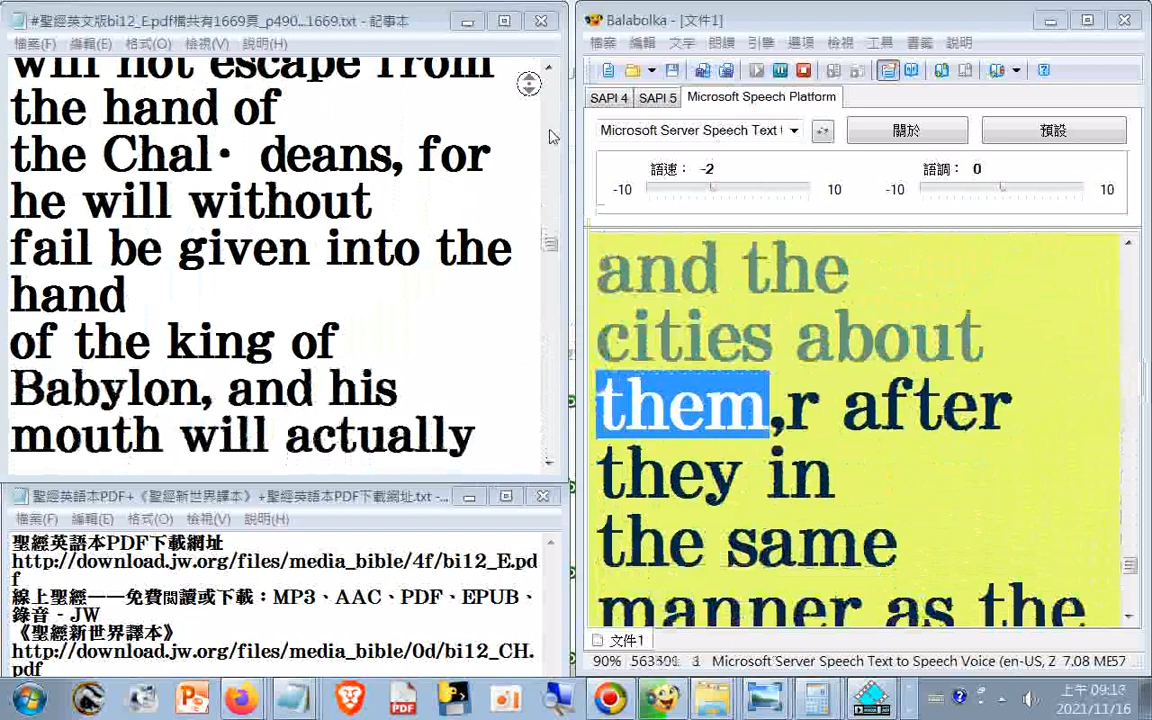 #聖經英文版bi12_E.pdf檔共有1669頁_p490...1669.txt - 記事本
檔案(F) 編輯(E) 格式(O) 檢視(V) 說明(H)
will not escape from
the hand of
the Chal· deans, for
he will without
fail be given into the
hand
of the king of
Babylon, and his
mouth will actually
聖經英語本PDF+《聖經新世界譯本》+聖經英語本PDF下載網址.txt -...
檔案(F) 編輯(E) 格式(O) 檢視(V) 說明(H)
聖經英語本PDF下載網址
http://download.jw.org/files/media_bible/4f/bi12_E.pd
f
線上聖經——免費閱讀或下載：MP3、AAC、PDF、EPUB、
錄音 - JW
《聖經新世界譯本》
http://download.jw.org/files/media_bible/0d/bi12_CH.
pdf
Balabolka - [文件1]
檔案 編輯 文字 朗讀 引擎 選項 檢視 工具 書籤 說明
SAPI 4 SAPI 5 Microsoft Speech Platform
Microsoft Server Speech Text 關於 預設
語速： -2 語調： 0
-10 10 -10 10
and the
cities about
them,r after
they in
the same
manner as the
文件1
90% Microsoft Server Speech Text to Speech Voice (en-US, Z 7.08 ME57
PDF
上午 09:18
2021/11/16